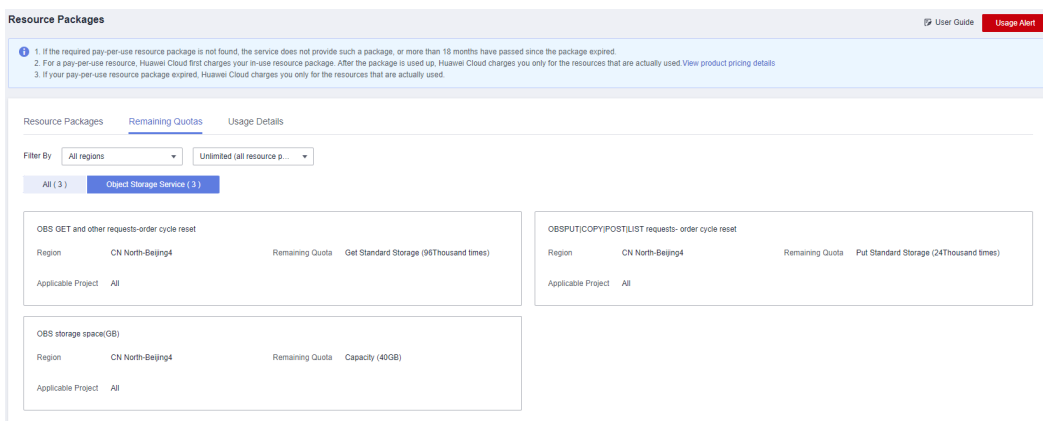 Resource Packages
User Guide
Usage Alert
1. If the required pay-per-use resource package is not found, the service does not provide such a package, or more than 18 months have passed since the package expired.
2. For a pay-per-use resource, Huawei Cloud first charges your in-use resource package. After the package is used up, Huawei Cloud charges you only for the resources that are actually used.View product pricing details
3. If your pay-per-use resource package expired, Huawei Cloud charges you only for the resources that are actually used.
Resource Packages Remaining Quotas Usage Details
Filter By All regions Unlimited (all resource p...
All ( 3 ) Object Storage Service ( 3 )
OBS GET and other requests-order cycle reset
Region CN North-Beijing4 Remaining Quota Get Standard Storage (96Thousand times)
Applicable Project All
OBSPUT|COPY|POST|LIST requests- order cycle reset
Region CN North-Beijing4 Remaining Quota Put Standard Storage (24Thousand times)
Applicable Project All
OBS storage space(GB)
Region CN North-Beijing4 Remaining Quota Capacity (40GB)
Applicable Project All